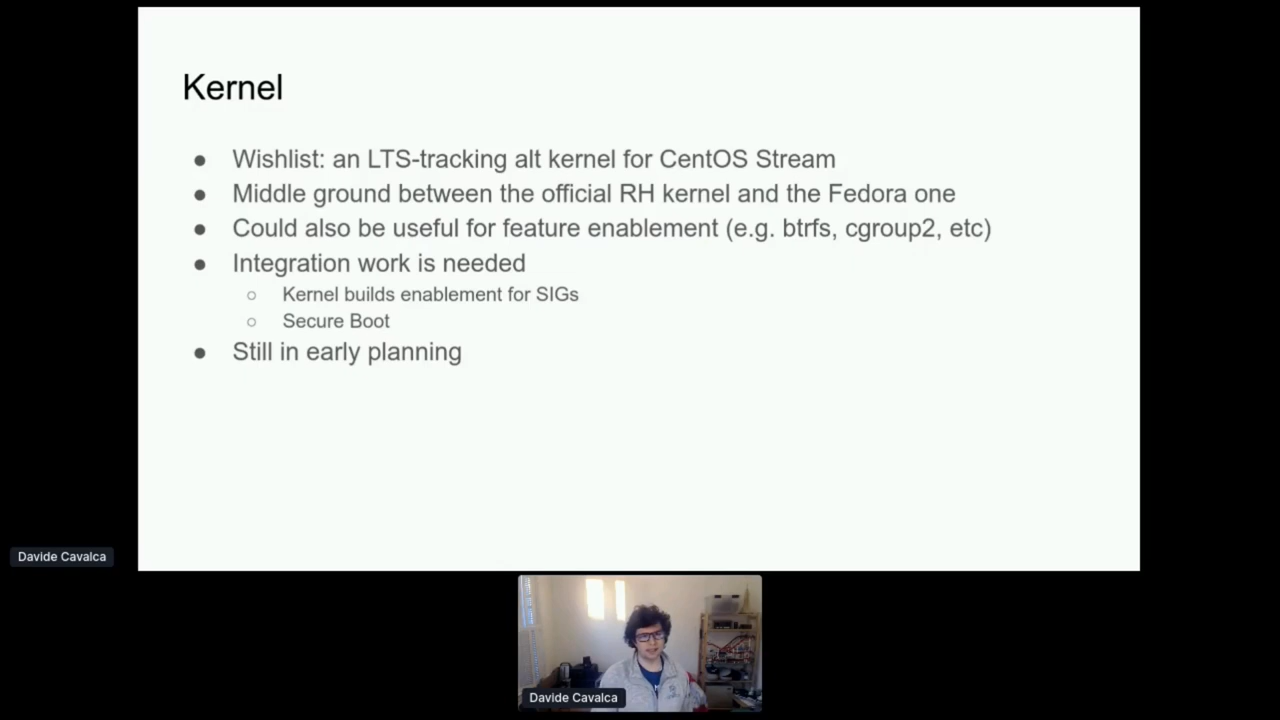 Kernel
● Wishlist: an LTS-tracking alt kernel for CentOS Stream
● Middle ground between the official RH kernel and the Fedora one
● Could also be useful for feature enablement (e.g. btrfs, cgroup2, etc)
● Integration work is needed
○ Kernel builds enablement for SIGs
○ Secure Boot
● Still in early planning
Davide Cavalca
Davide Cavalca